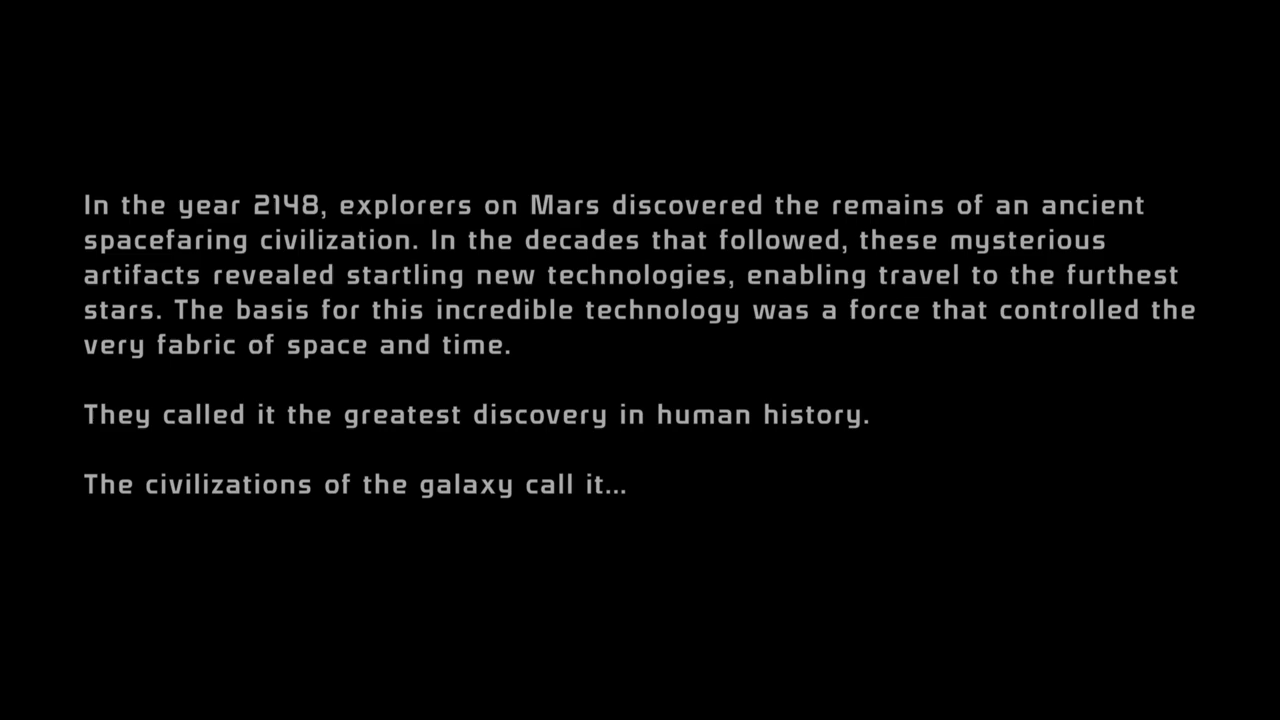 In the year 2148, explorers on Mars discovered the remains of an ancient
spacefaring civilization. In the decades that followed, these mysterious
artifacts revealed startling new technologies, enabling travel to the furthest
stars. The basis for this incredible technology was a force that controlled the
very fabric of space and time.
They called it the greatest discovery in human history.
The civilizations of the galaxy call it...